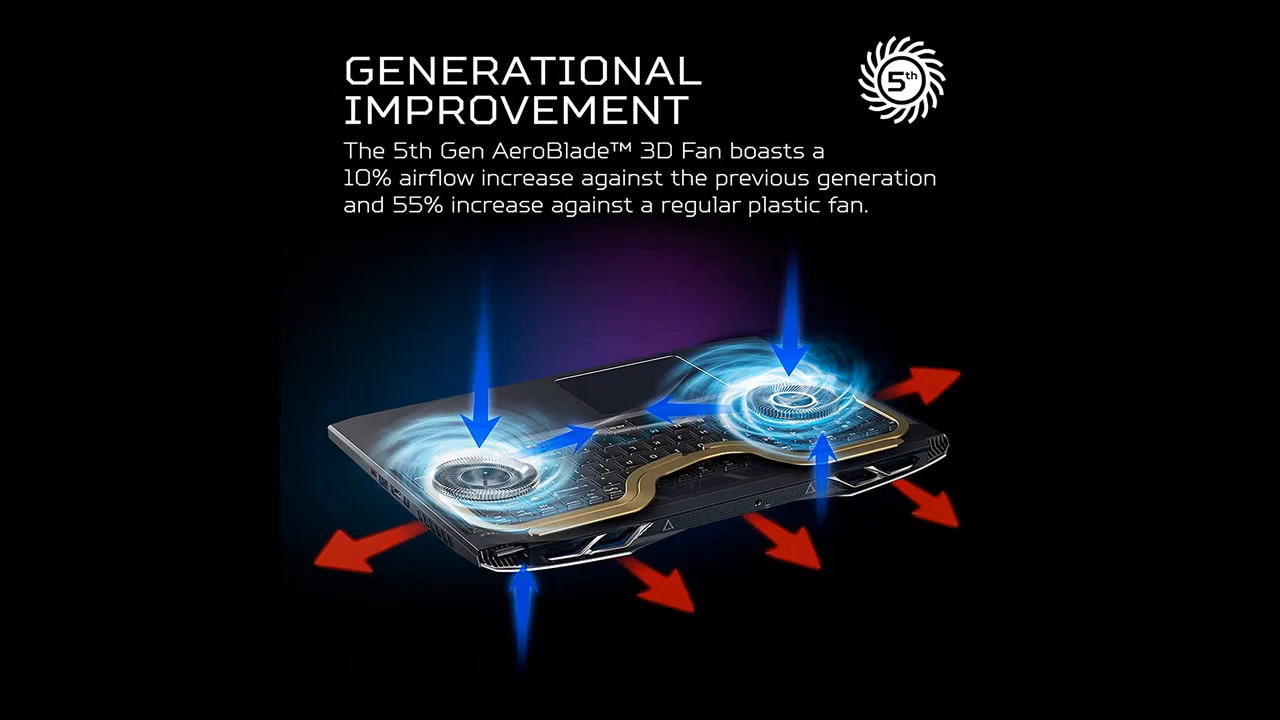 GENERATIONAL
IMPROVEMENT
5th
The 5th Gen AeroBlade™ 3D Fan boasts a
10% airflow increase against the previous generation
and 55% increase against a regular plastic fan.